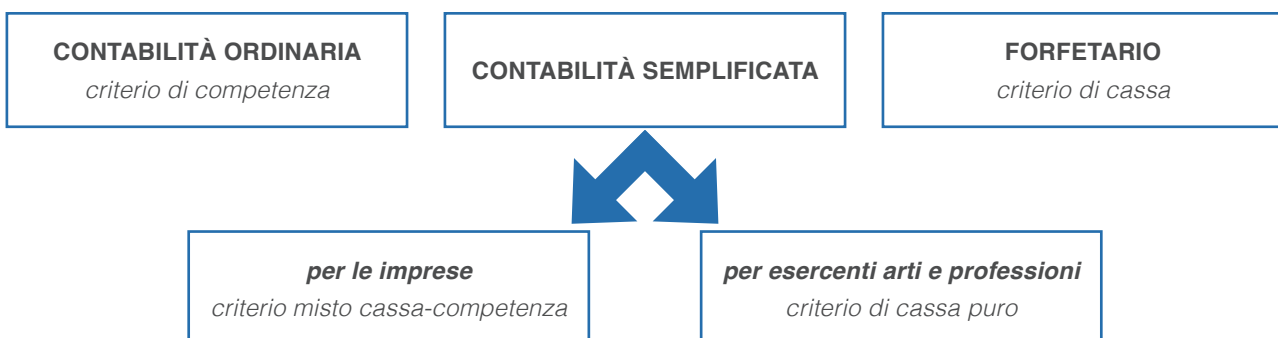 CONTABILITÀ ORDINARIA
criterio di competenza
CONTABILITÀ SEMPLIFICATA
FORFETARIO
criterio di cassa
per le imprese
criterio misto cassa-competenza
per esercenti arti e professioni
criterio di cassa puro